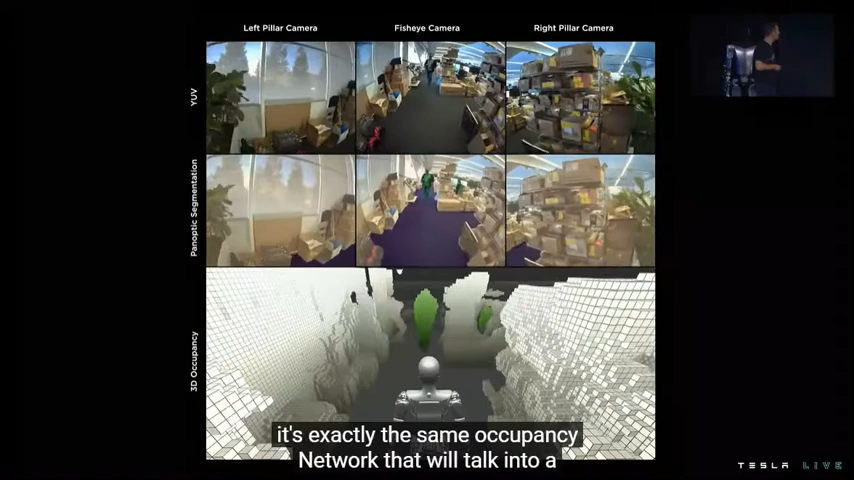 Left Pillar Camera
Fisheye Camera
Right Pillar Camera
YUV
Panoptic Segmentation
3D Occupancy
it's exactly the same occupancy
Network that will talk into a
TESLA LIVE